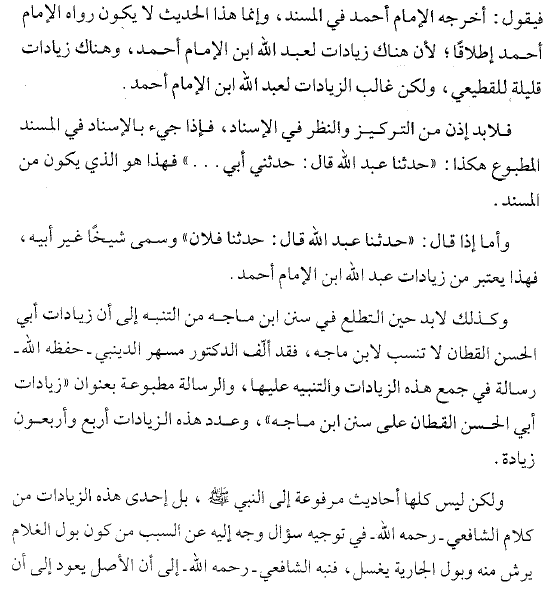 فيقول: أخرجه الإمام أحمد في المسند، وإنما هذا الحديث لا يكون رواه الإمام
أحمد إطلاقًا؛ لأن هناك زيادات لعبد الله ابن الإمام أحمد، وهناك زيادات
قليلة للقطيعي، ولكن غالب الزيادات لعبد الله ابن الإمام أحمد.
فلابد إذن من التركيز والنظر في الإسناد، فإذا جيء بالإسناد في المسند
المطبوع هكذا: «حدثنا عبد الله قال: حدثني أبي . . .» فهذا هو الذي يكون من
المسند.
وأما إذا قال: «حدثنا عبد الله قال: حدثنا فلان» وسمى شيخًا غير أبيه،
فهذا يعتبر من زيادات عبد الله ابن الإمام أحمد.
وكذلك لابد حين التطلع في سنن ابن ماجه من التنبه إلى أن زيادات أبي
الحسن القطان لا تنسب لابن ماجه، فقد ألّف الدكتور مسهر الدينبي ـ حفظه الله ـ
رسالة في جمع هذه الزيادات والتنبيه عليها، والرسالة مطبوعة بعنوان «زيادات
أبي الحسن القطان على سنن ابن ماجه»، وعدد هذه الزيادات أربع وأربعون
زيادة.
ولكن ليس كلها أحاديث مرفوعة إلى النبي ﷺ، بل إحدى هذه الزيادات من
كلام الشافعي ـ رحمه الله ـ في توجيه سؤال وجه إليه عن السبب من كون بول الغلام
يرش منه وبول الجارية يغسل، فنبه الشافعي ـ رحمه الله ـ إلى أن الأصل يعود إلى أن